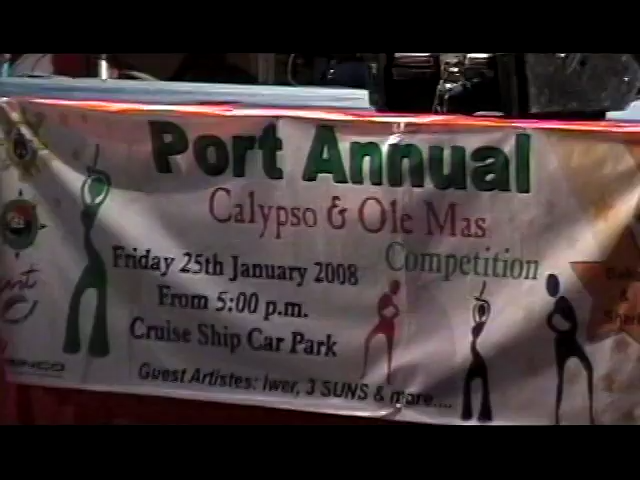 Port Annual
Calypso & Ole Mas
Competition
Friday 25th January 2008
From 5:00 p.m.
Cruise Ship Car Park
Guest Artistes: Iwer, 3 SUNS & more....